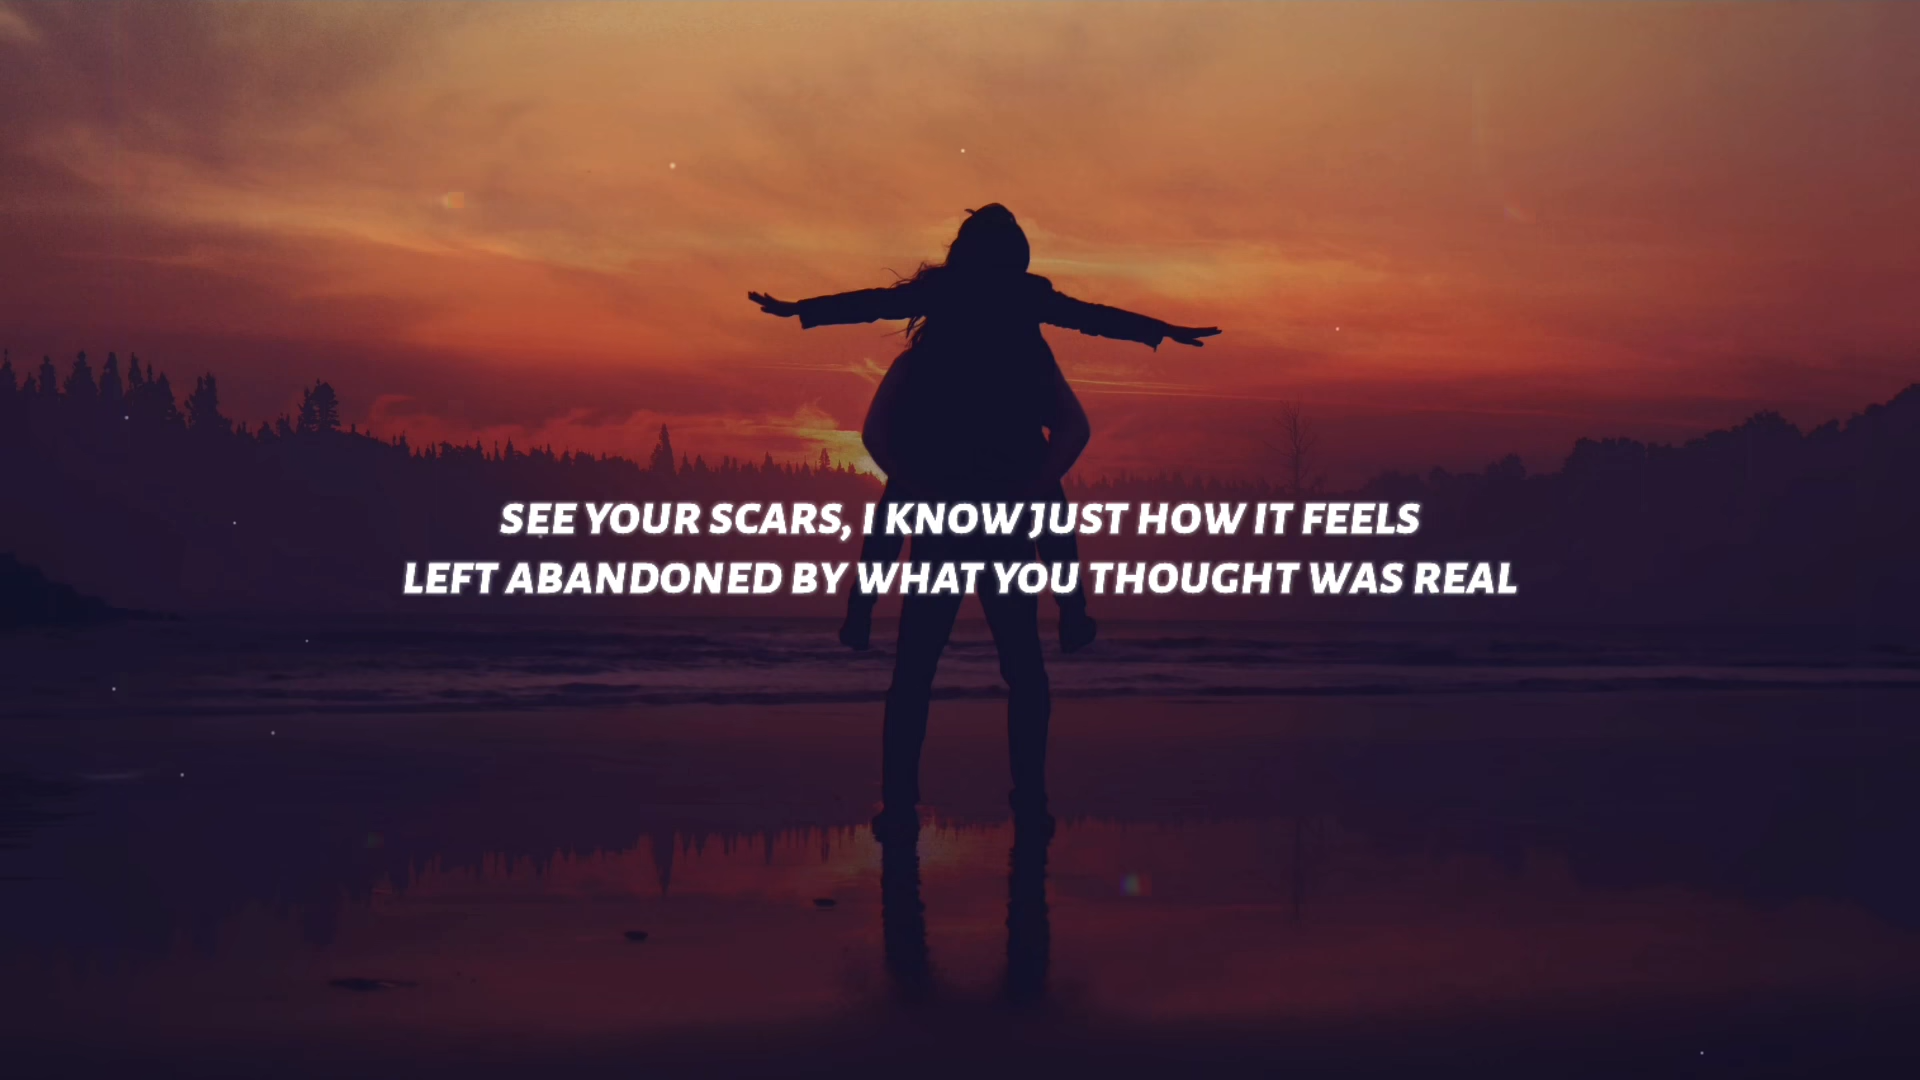 SEE YOUR SCARS, I KNOW JUST HOW IT FEELS
LEFT ABANDONED BY WHAT YOU THOUGHT WAS REAL